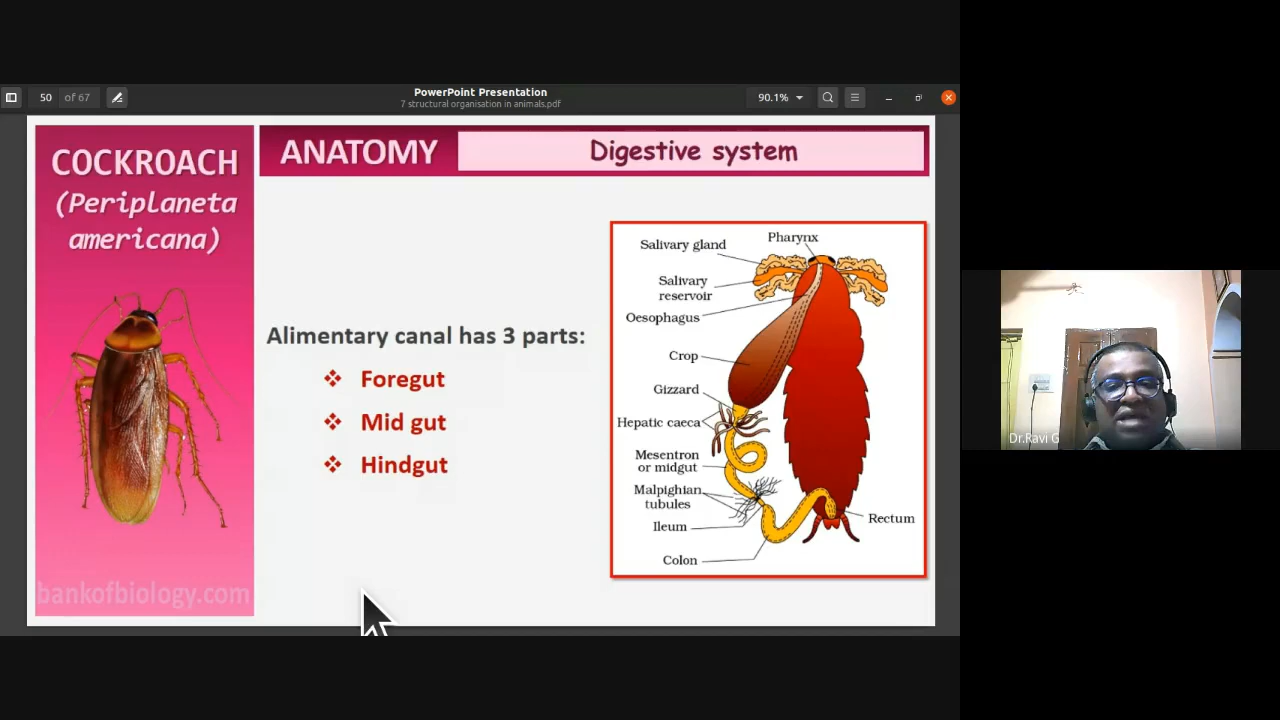 50 of 67
PowerPoint Presentation
7 structural organisation in animals.pdf
90.1%
COCKROACH
(Periplaneta
americana)
bankofbiology.com
ANATOMY
Digestive system
Alimentary canal has 3 parts:
❖ Foregut
❖ Mid gut
❖ Hindgut
Pharynx
Salivary gland
Salivary
reservoir
Oesophagus
Crop
Gizzard
Hepatic caeca
Mesentron
or midgut
Malpighian
tubules
Ileum
Rectum
Colon
Dr.Ravi G